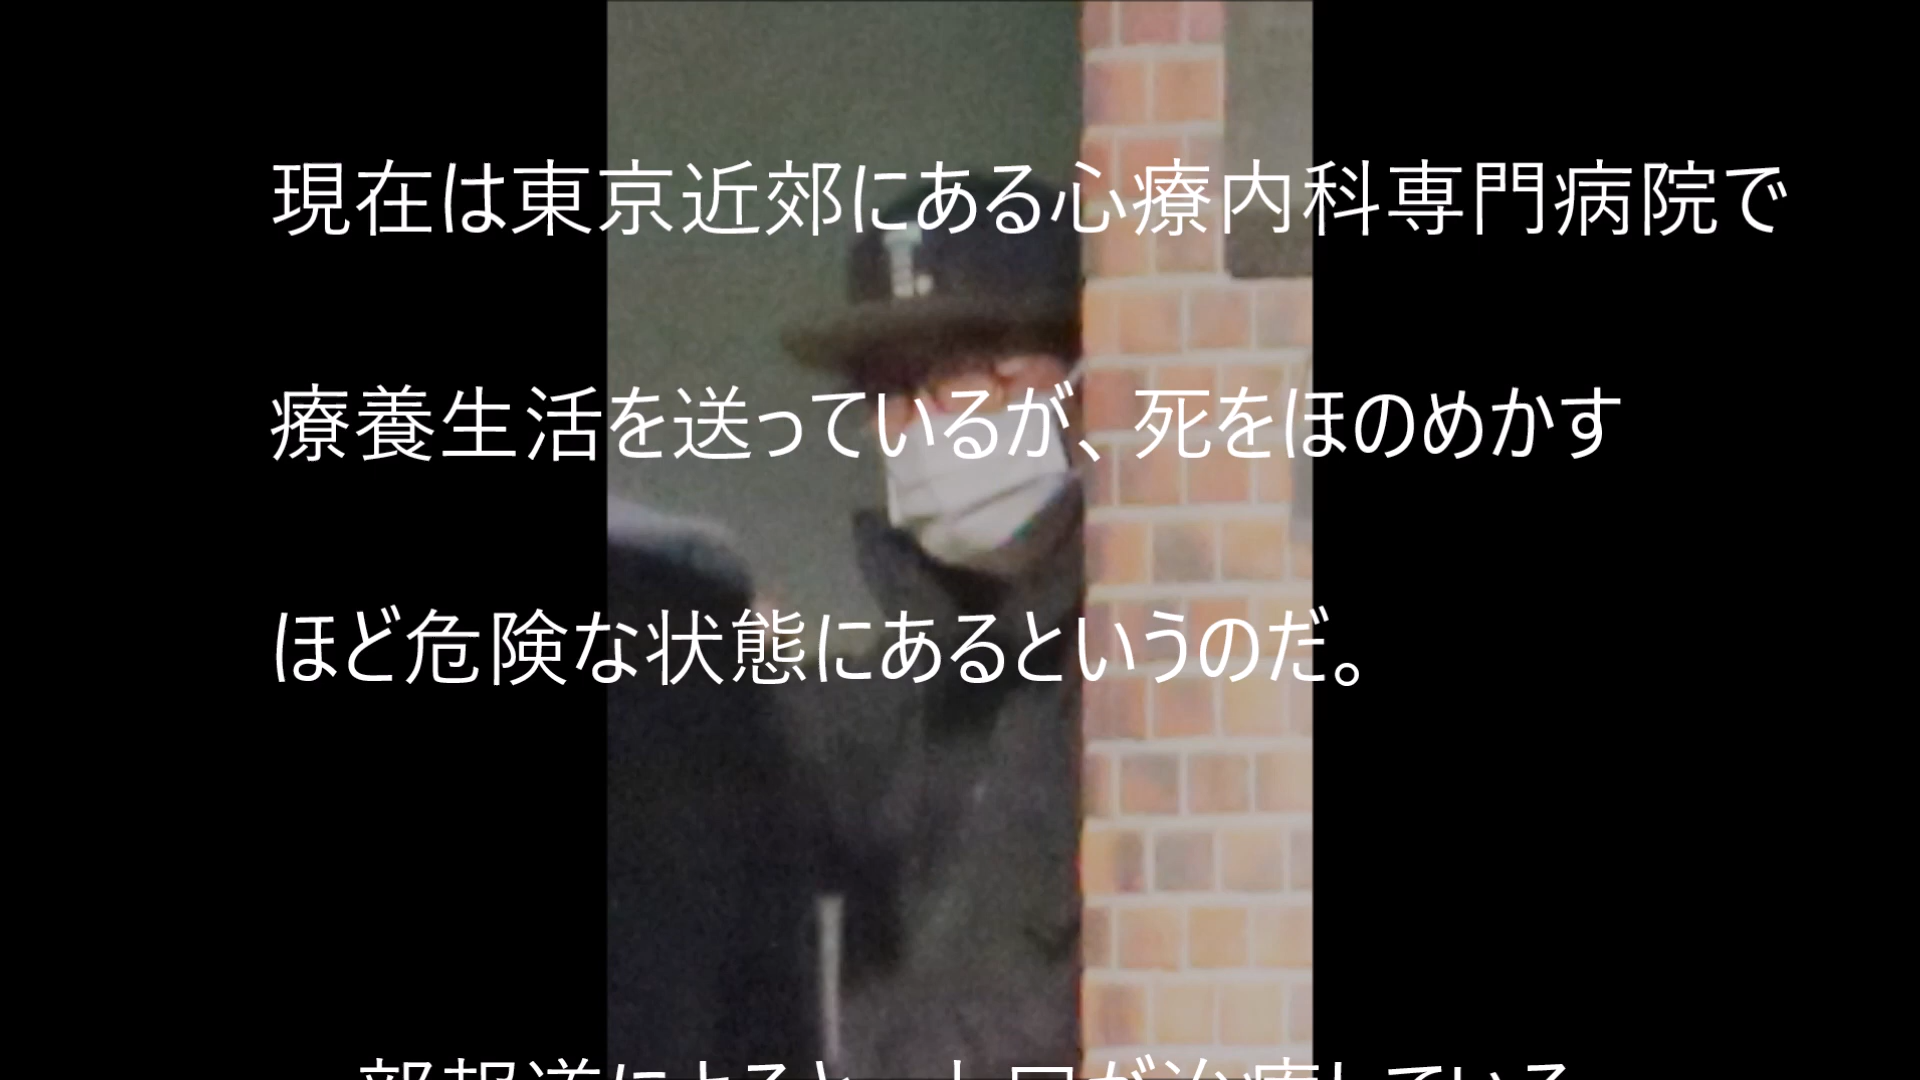 現在は東京近郊にある心療内科専門病院で
療養生活を送っているが、死をほのめかす
ほど危険な状態にあるというのだ。